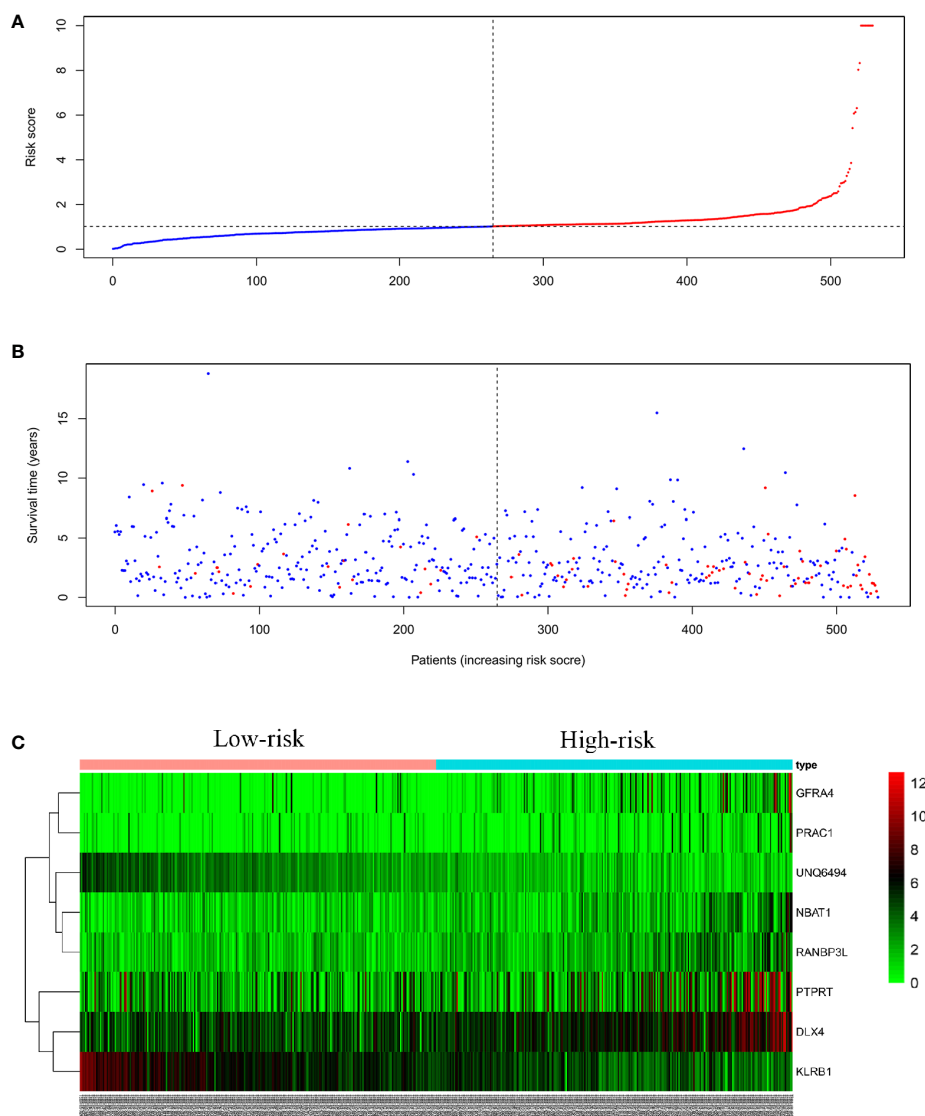 A
Risk score
10
8
6
4
2
0
0 100 200 300 400 500
B
Survival time (years)
15
10
5
0
0 100 200 300 400 500
Patients (increasing risk socre)
C
Low-risk High-risk
type
GFRA4
PRAC1
UNQ6494
NBAT1
RANBP3L
PTPRT
DLX4
KLRB1
12
10
8
6
4
2
0